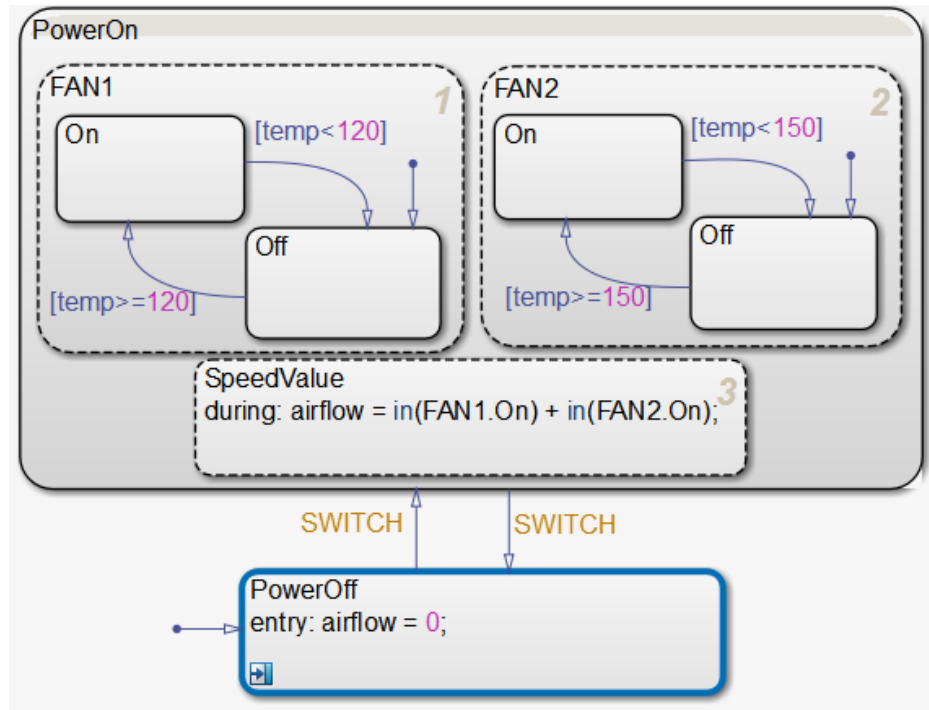 PowerOn
FAN1
1
On
[temp<120]
Off
[temp>=120]
FAN2
2
On
[temp<150]
Off
[temp>=150]
SpeedValue
3
during: airflow = in(FAN1.On) + in(FAN2.On);
SWITCH
SWITCH
PowerOff
entry: airflow = 0;